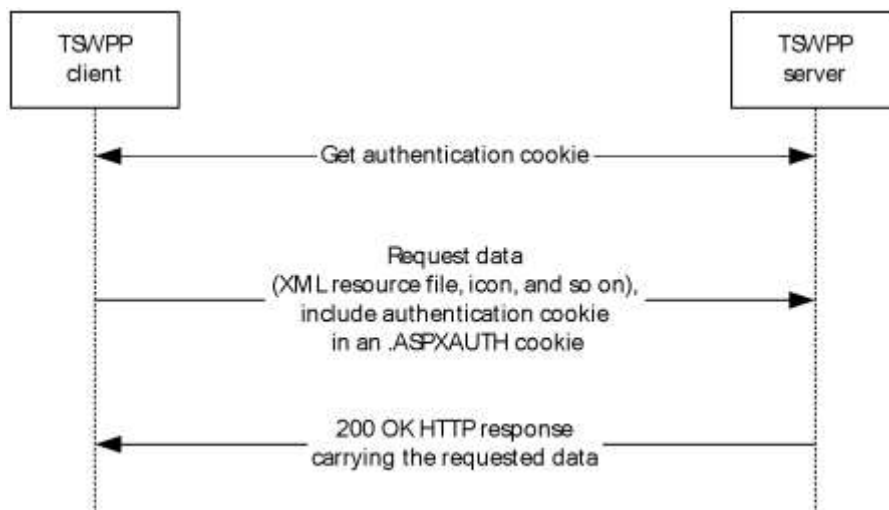 TSWPP
client
TSWPP
server
Get authentication cookie
Request data
(XML resource file, icon, and so on),
include authentication cookie
in an .ASPXAUTH cookie
200 OK HTTP response
carrying the requested data